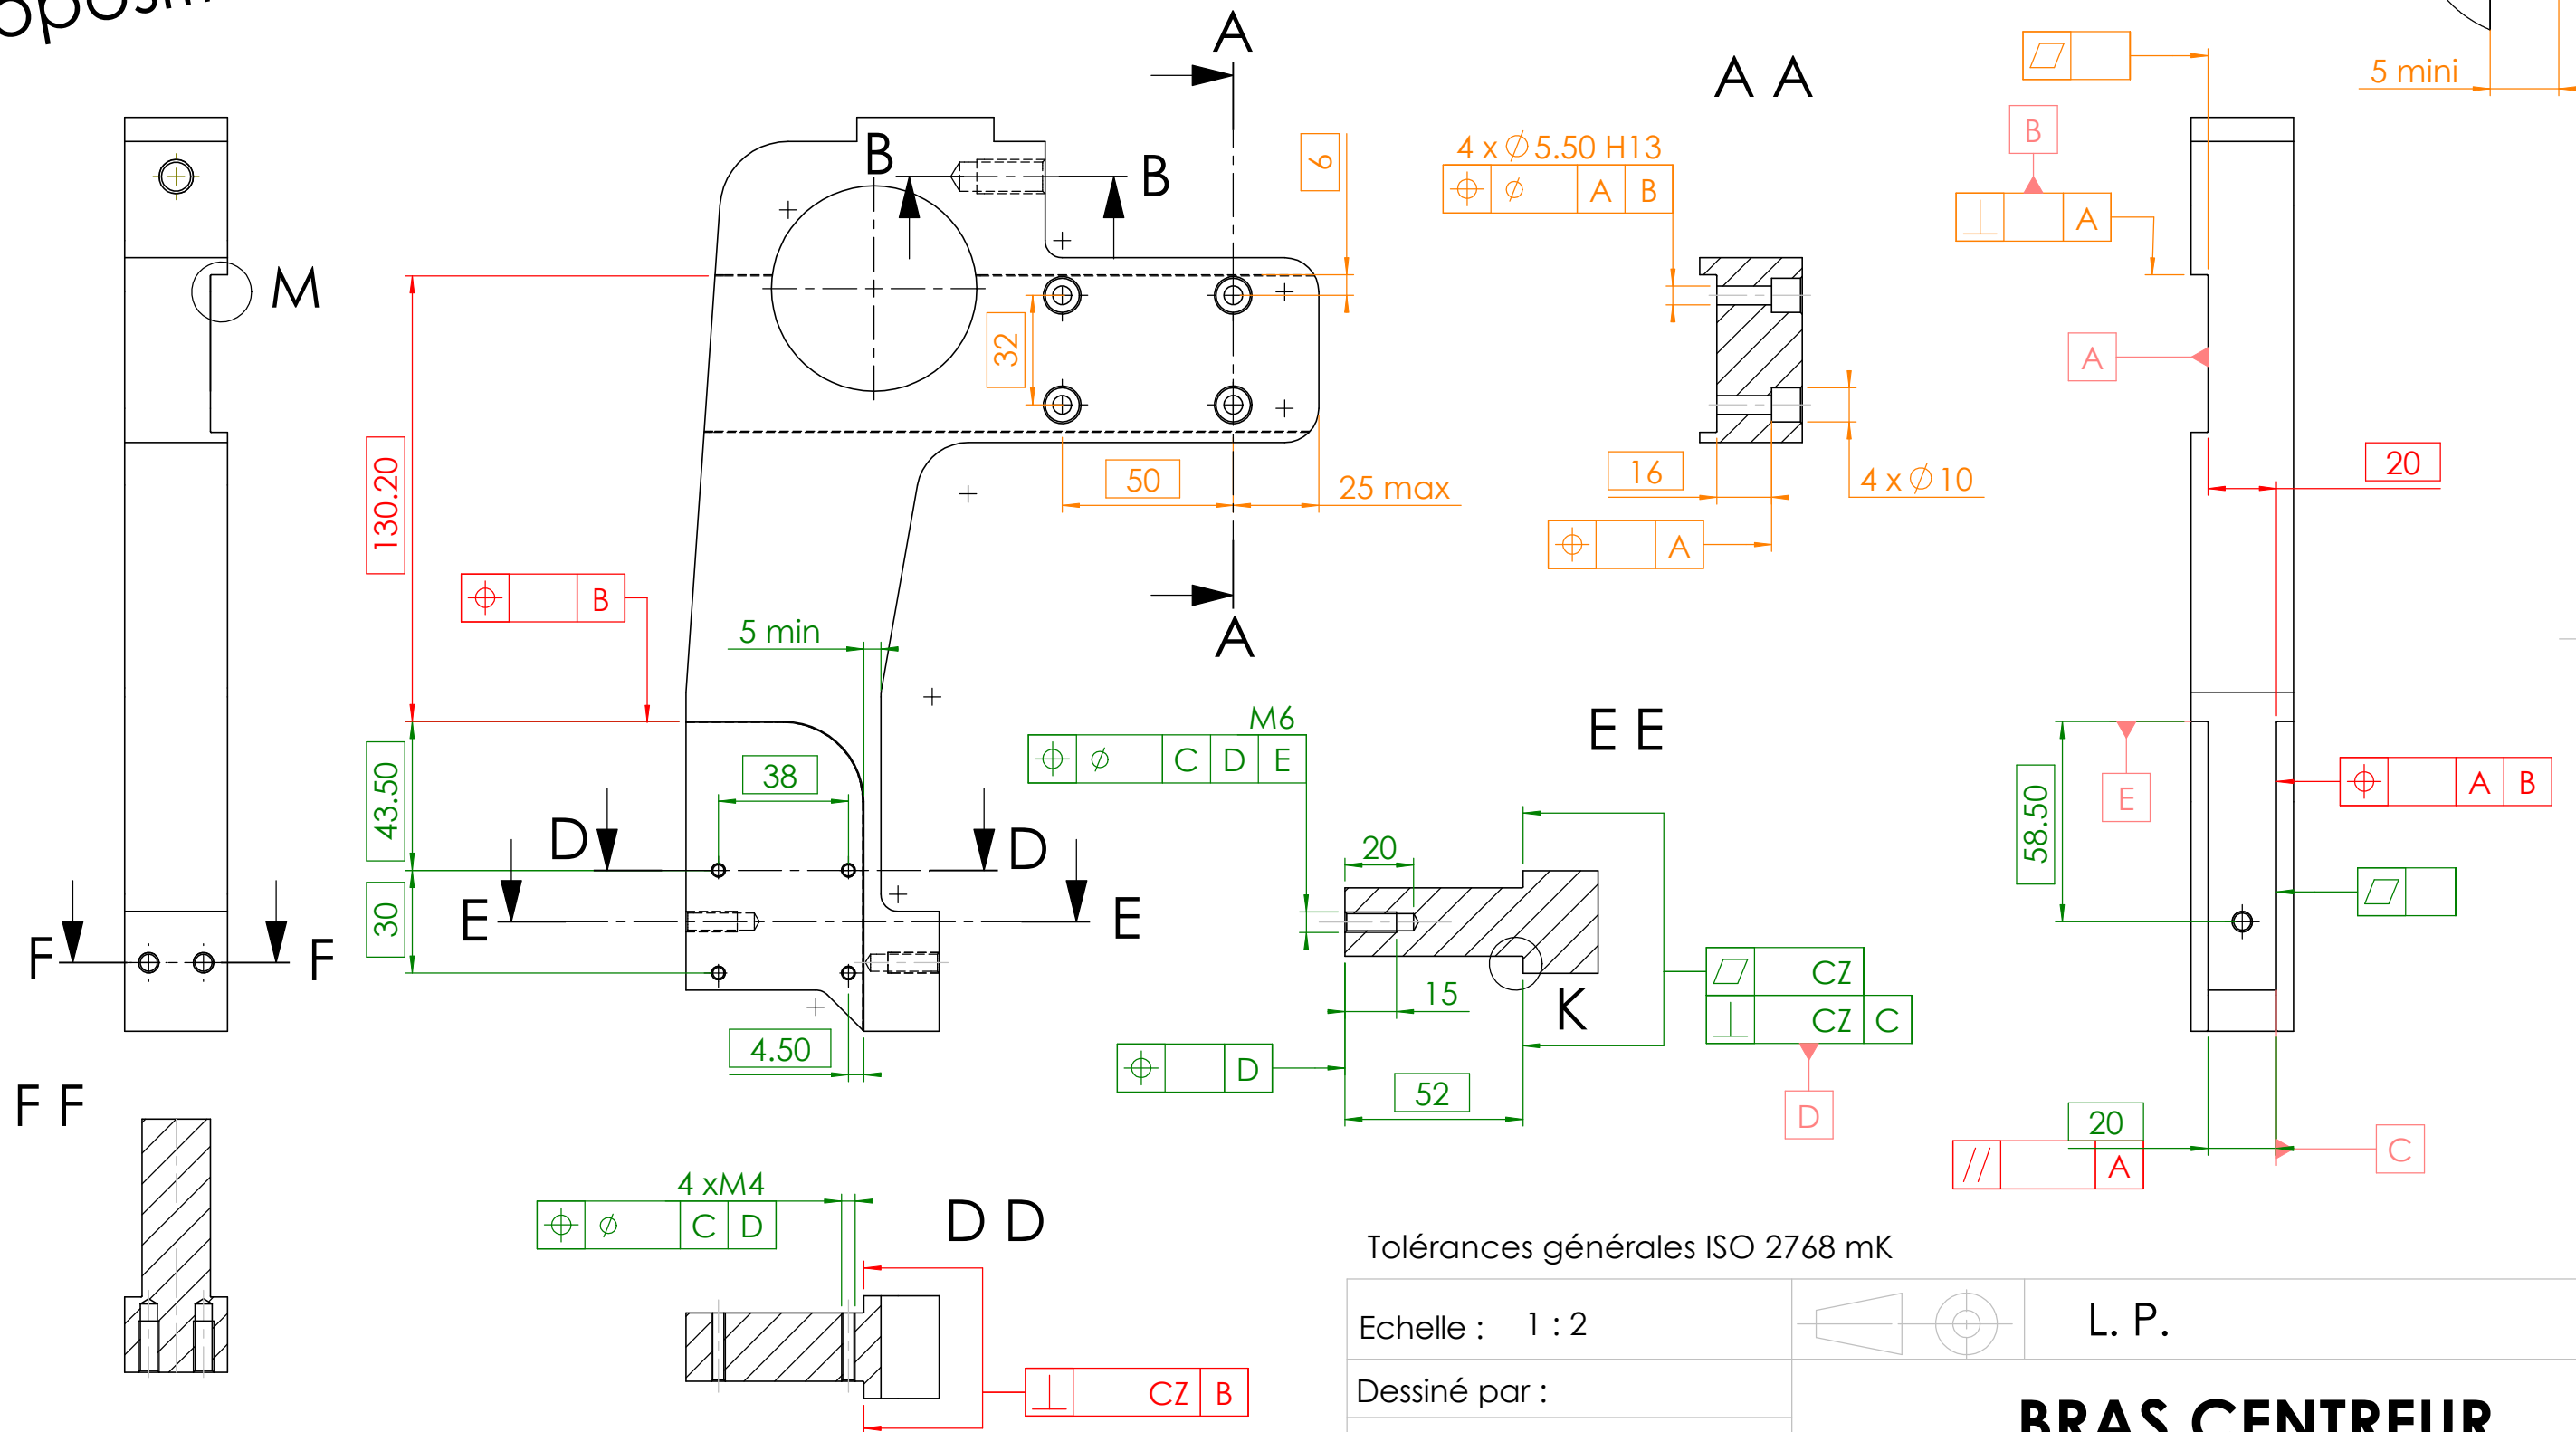 A
A A
5 mini
B
B
B
6
4 x Ø 5.50 H13
⌖ Ø A B
⊥ A
M
32
A
130.20
50
25 max
16
4 x Ø 10
20
⌖ A
⌖ B
A
5 min
M6
⌖ Ø C D E
E E
43.50
38
D
D
20
58.50
E
⌖ A B
30
E
E
F
F
15
K
⏥ CZ
⊥ CZ C
4.50
⌖ D
52
D
F F
20
// A
C
4 xM4
⌖ Ø C D
D D
Tolérances générales ISO 2768 mK
Echelle : 1 : 2
L. P.
Dessiné par :
⊥ CZ B
BRAS CENTREUR